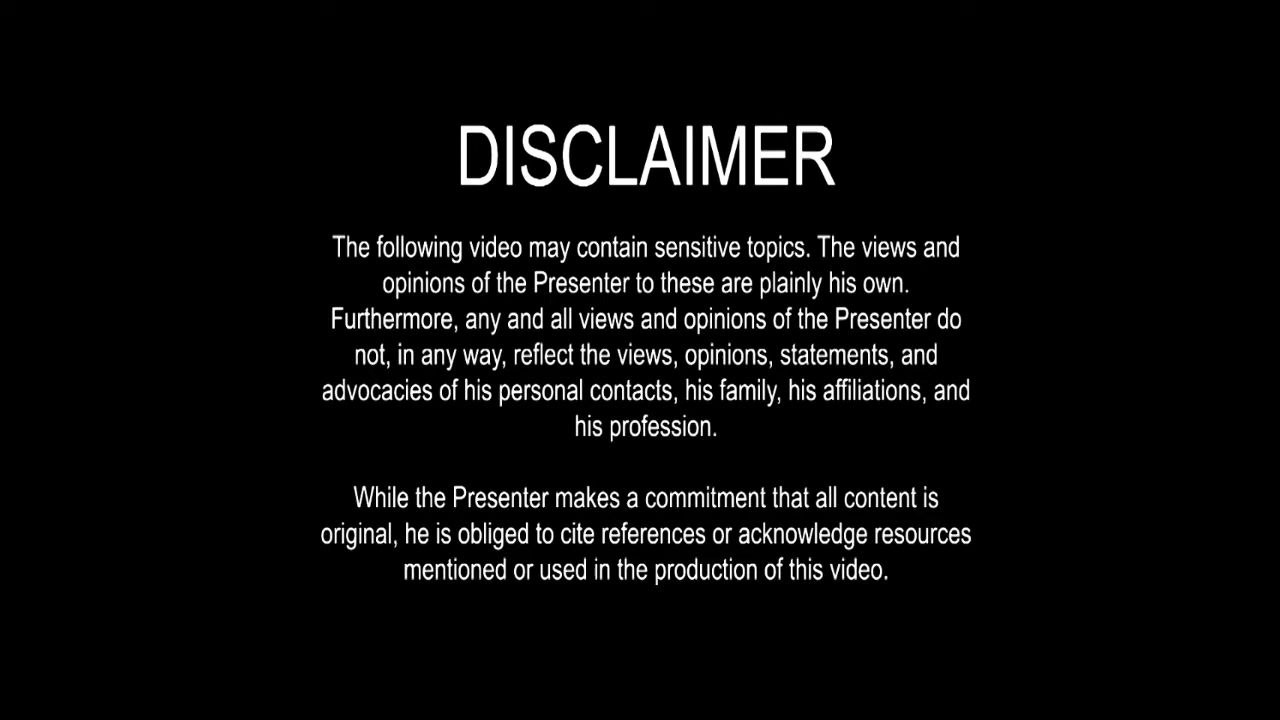 DISCLAIMER
The following video may contain sensitive topics. The views and
opinions of the Presenter to these are plainly his own.
Furthermore, any and all views and opinions of the Presenter do
not, in any way, reflect the views, opinions, statements, and
advocacies of his personal contacts, his family, his affiliations, and
his profession.
While the Presenter makes a commitment that all content is
original, he is obliged to cite references or acknowledge resources
mentioned or used in the production of this video.